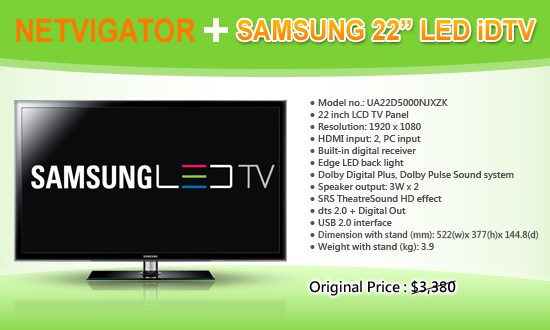 NETVIGATOR + SAMSUNG 22” LED iDTV
• Model no.: UA22D5000NJXZK
• 22 inch LCD TV Panel
• Resolution: 1920 x 1080
• HDMI input: 2, PC input
• Built-in digital receiver
• Edge LED back light
• Dolby Digital Plus, Dolby Pulse Sound system
• Speaker output: 3W x 2
• SRS TheatreSound HD effect
• dts 2.0 + Digital Out
• USB 2.0 interface
• Dimension with stand (mm): 522(w)x 377(h)x 144.8(d)
• Weight with stand (kg): 3.9
SAMSUNG LED TV
SAMSUNG
Original Price : $3,380